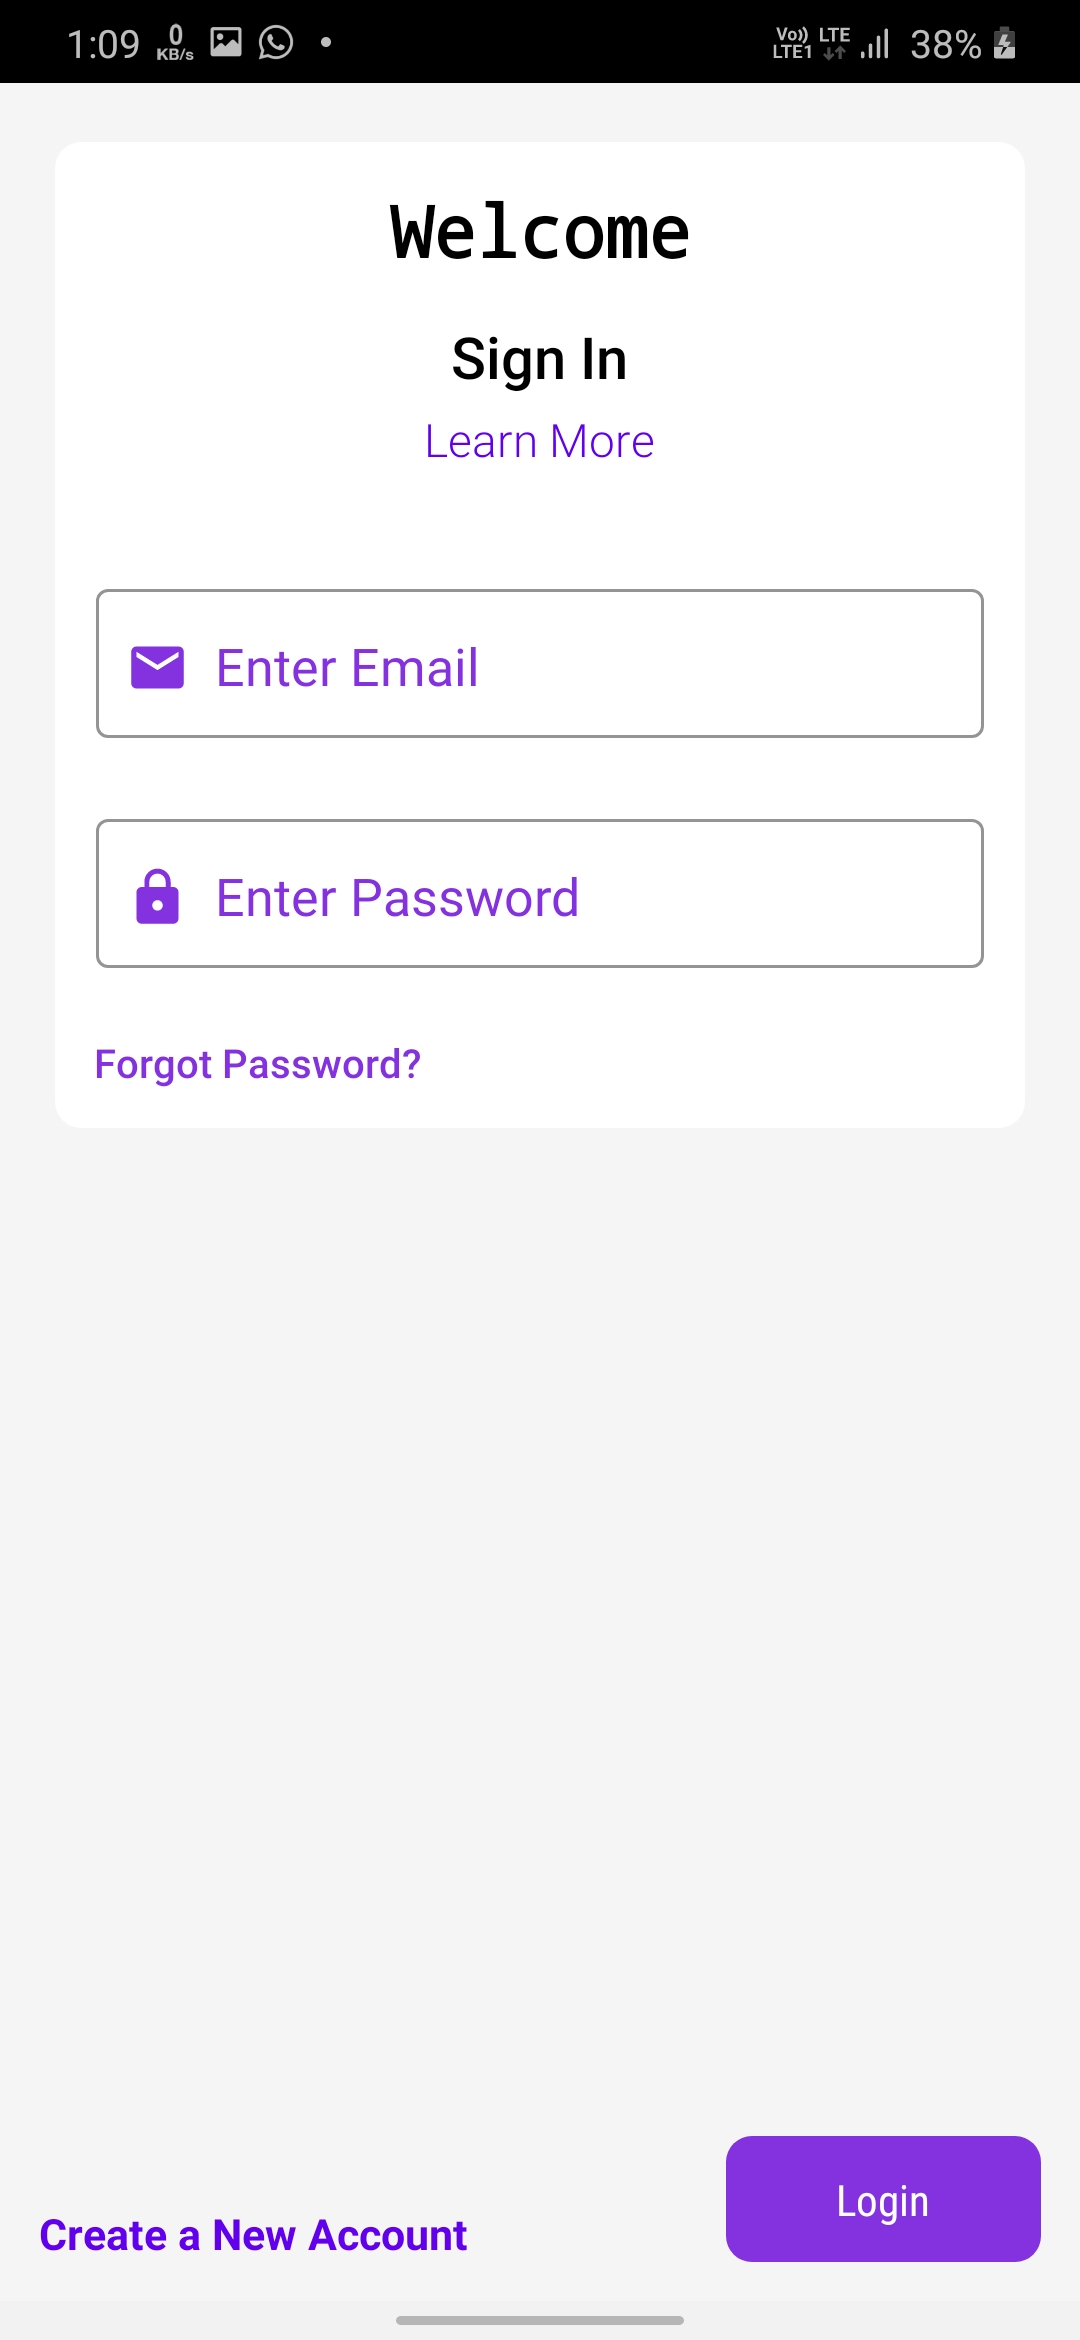 1:09 0 KB/s Vo)) LTE1 LTE 38%
Welcome
Sign In
Learn More
Enter Email
Enter Password
Forgot Password?
Login
Create a New Account